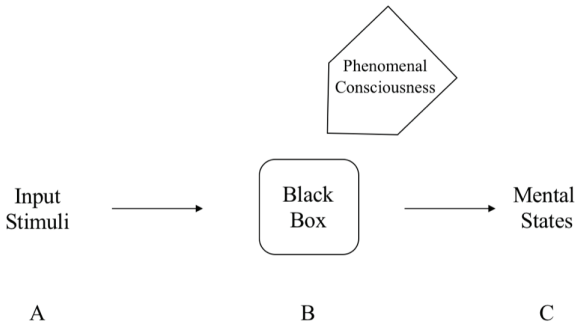 Phenomenal
Consciousness
Input
Stimuli
Black
Box
Mental
States
A
B
C